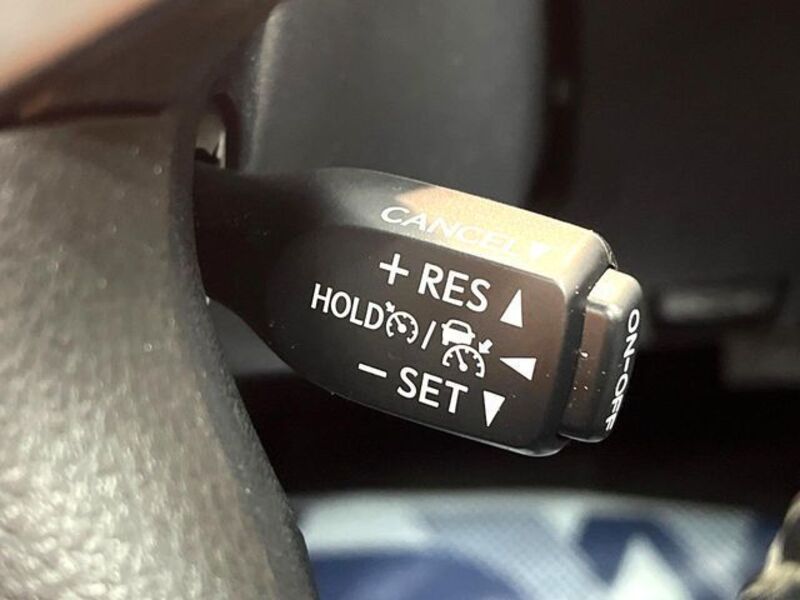 CANCEL ▼
+ RES ▲
HOLD /
◀
− SET ▼
ON-OFF